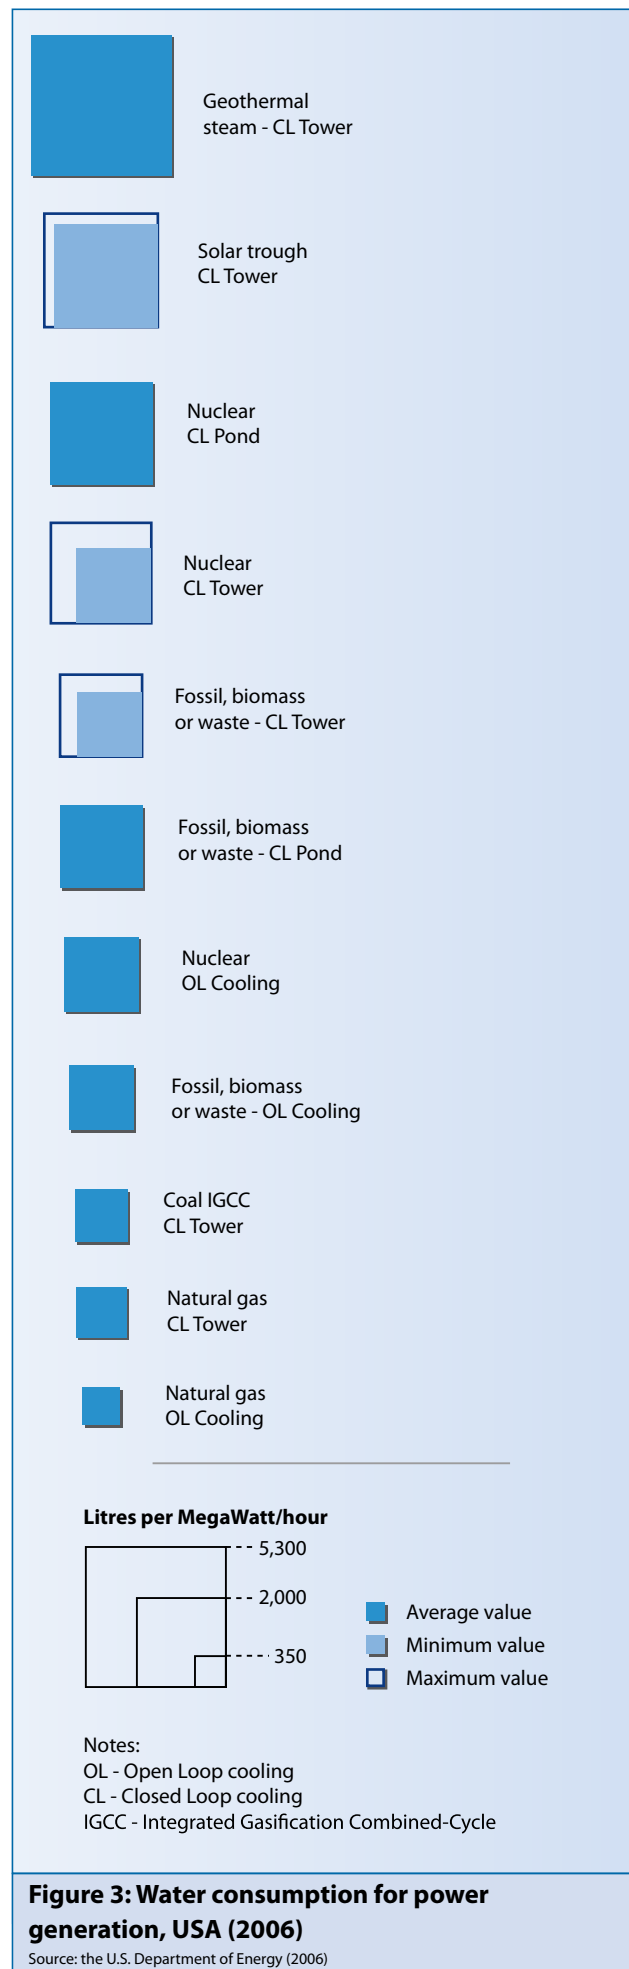 Geothermal
steam - CL Tower
Solar trough
CL Tower
Nuclear
CL Pond
Nuclear
CL Tower
Fossil, biomass
or waste - CL Tower
Fossil, biomass
or waste - CL Pond
Nuclear
OL Cooling
Fossil, biomass
or waste - OL Cooling
Coal IGCC
CL Tower
Natural gas
CL Tower
Natural gas
OL Cooling
Litres per MegaWatt/hour
5,300
2,000
350
Average value
Minimum value
Maximum value
Notes:
OL - Open Loop cooling
CL - Closed Loop cooling
IGCC - Integrated Gasification Combined-Cycle
Figure 3: Water consumption for power
generation, USA (2006)
Source: the U.S. Department of Energy (2006)